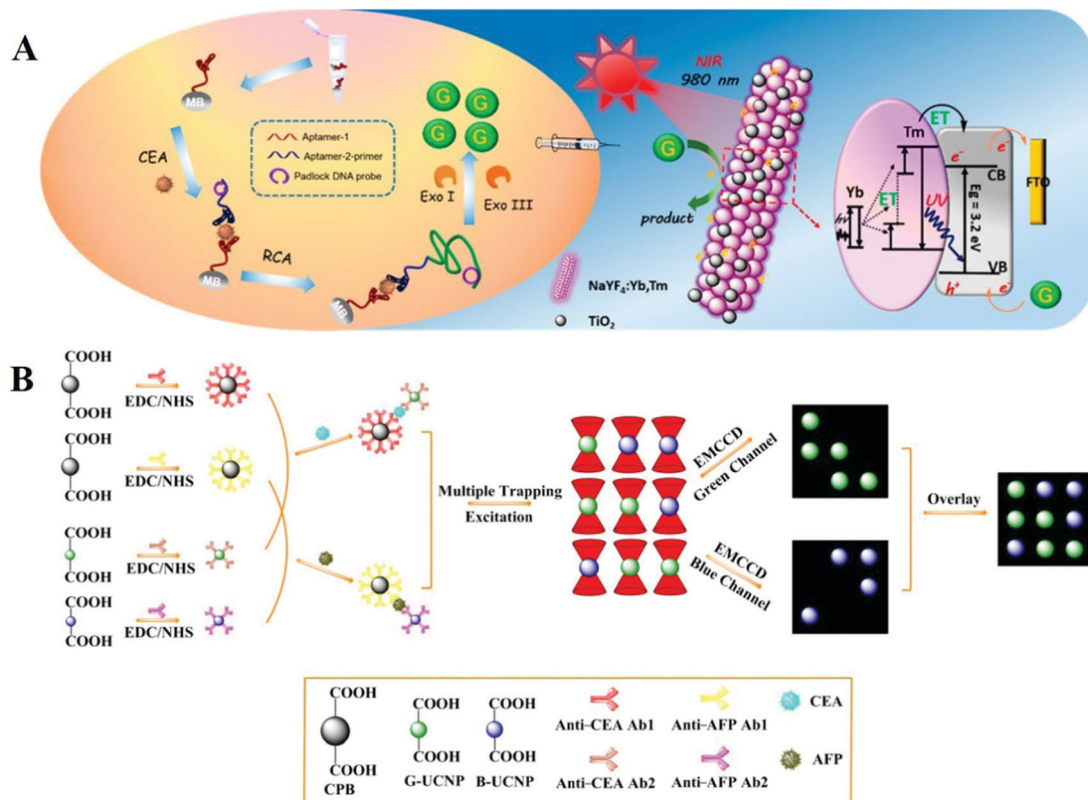 A
MB
CEA
MB
RCA
MB
Aptamer-1
Aptamer-2-primer
Padlock DNA probe
G
G
G
G
Exo I
Exo III
NIR
980 nm
G
product
NaYF4:Yb,Tm
TiO2
Tm
ET
Yb
hν
ET
UV
e-
e-
CB
Eg = 3.2 eV
VB
h+
e-
FTO
G
B
COOH
COOH
EDC/NHS
COOH
COOH
EDC/NHS
COOH
COOH
EDC/NHS
COOH
COOH
EDC/NHS
Multiple Trapping
Excitation
EMCCD
Green Channel
EMCCD
Blue Channel
Overlay
COOH
COOH
CPB
COOH
COOH
G-UCNP
COOH
COOH
B-UCNP
Anti-CEA Ab1
Anti-AFP Ab1
CEA
Anti-CEA Ab2
Anti-AFP Ab2
AFP